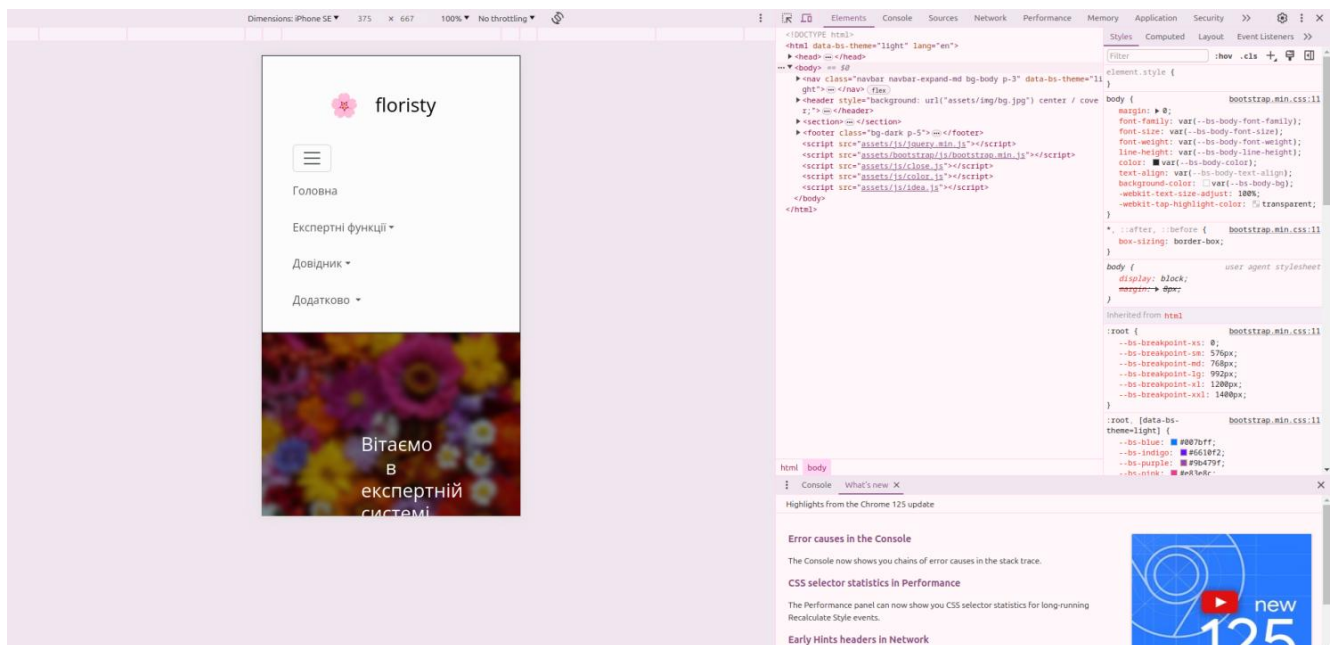 Dimensions: iPhone SE ▼ 375 × 667 100% ▼ No throttling ▼
Elements Console Sources Network Performance Memory Application Security
floristy
Головна
Експертні функції
Довідник
Додатково
Вітаємо
в
експертній
системі
<!DOCTYPE html>
<html data-bs-theme="light" lang="en">
<head> … </head>
<body> == $0
<nav class="navbar navbar-expand-md bg-body p-3" data-bs-theme="li
ght"> … </nav> flex
<header style="background: url("assets/img/bg.jpg") center / cove
r;"> … </header>
<section> … </section>
<footer class="bg-dark p-5"> … </footer>
<script src="assets/js/jquery.min.js"></script>
<script src="assets/bootstrap/js/bootstrap.min.js"></script>
<script src="assets/js/close.js"></script>
<script src="assets/js/color.js"></script>
<script src="assets/js/idea.js"></script>
</body>
</html>
html body
Styles Computed Layout Event Listeners
Filter :hov .cls
element.style {
}
body { bootstrap.min.css:11
margin: 0;
font-family: var(--bs-body-font-family);
font-size: var(--bs-body-font-size);
font-weight: var(--bs-body-font-weight);
line-height: var(--bs-body-line-height);
color: var(--bs-body-color);
text-align: var(--bs-body-text-align);
background-color: var(--bs-body-bg);
-webkit-text-size-adjust: 100%;
-webkit-tap-highlight-color: transparent;
}
*, ::after, ::before { bootstrap.min.css:11
box-sizing: border-box;
}
body { user agent stylesheet
display: block;
margin: 8px;
}
Inherited from html
:root { bootstrap.min.css:11
--bs-breakpoint-xs: 0;
--bs-breakpoint-sm: 576px;
--bs-breakpoint-md: 768px;
--bs-breakpoint-lg: 992px;
--bs-breakpoint-xl: 1200px;
--bs-breakpoint-xxl: 1400px;
}
:root, [data-bs- bootstrap.min.css:11
theme=light] {
--bs-blue: #007bff;
--bs-indigo: #6610f2;
--bs-purple: #9b479f;
--bs-pink: #e83e8c;
Console What's new
Highlights from the Chrome 125 update
Error causes in the Console
The Console now shows you chains of error causes in the stack trace.
CSS selector statistics in Performance
The Performance panel can now show you CSS selector statistics for long-running
Recalculate Style events.
Early Hints headers in Network
new
125